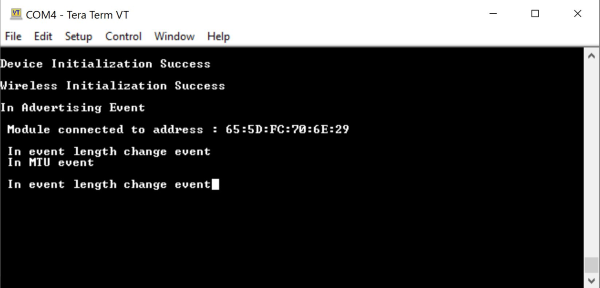 COM4 - Tera Term VT
File Edit Setup Control Window Help
Device Initialization Success
Wireless Initialization Success
In Advertising Event
Module connected to address : 65:5D:FC:70:6E:29
In event length change event
In MTU event
In event length change event